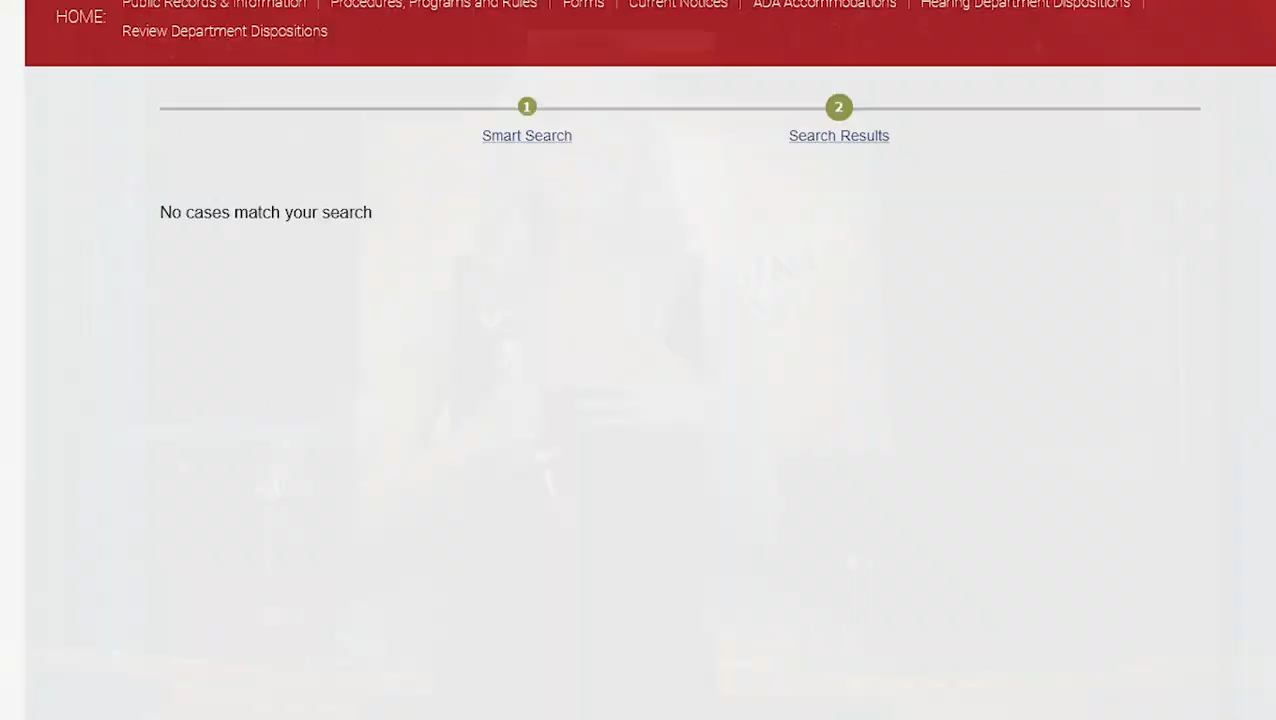 Public Records & Information | Procedures, Programs and Rules | Forms | Current Notices | ADA Accommodations | Hearing Department Dispositions |
HOME:
Review Department Dispositions
1
2
Smart Search
Search Results
No cases match your search